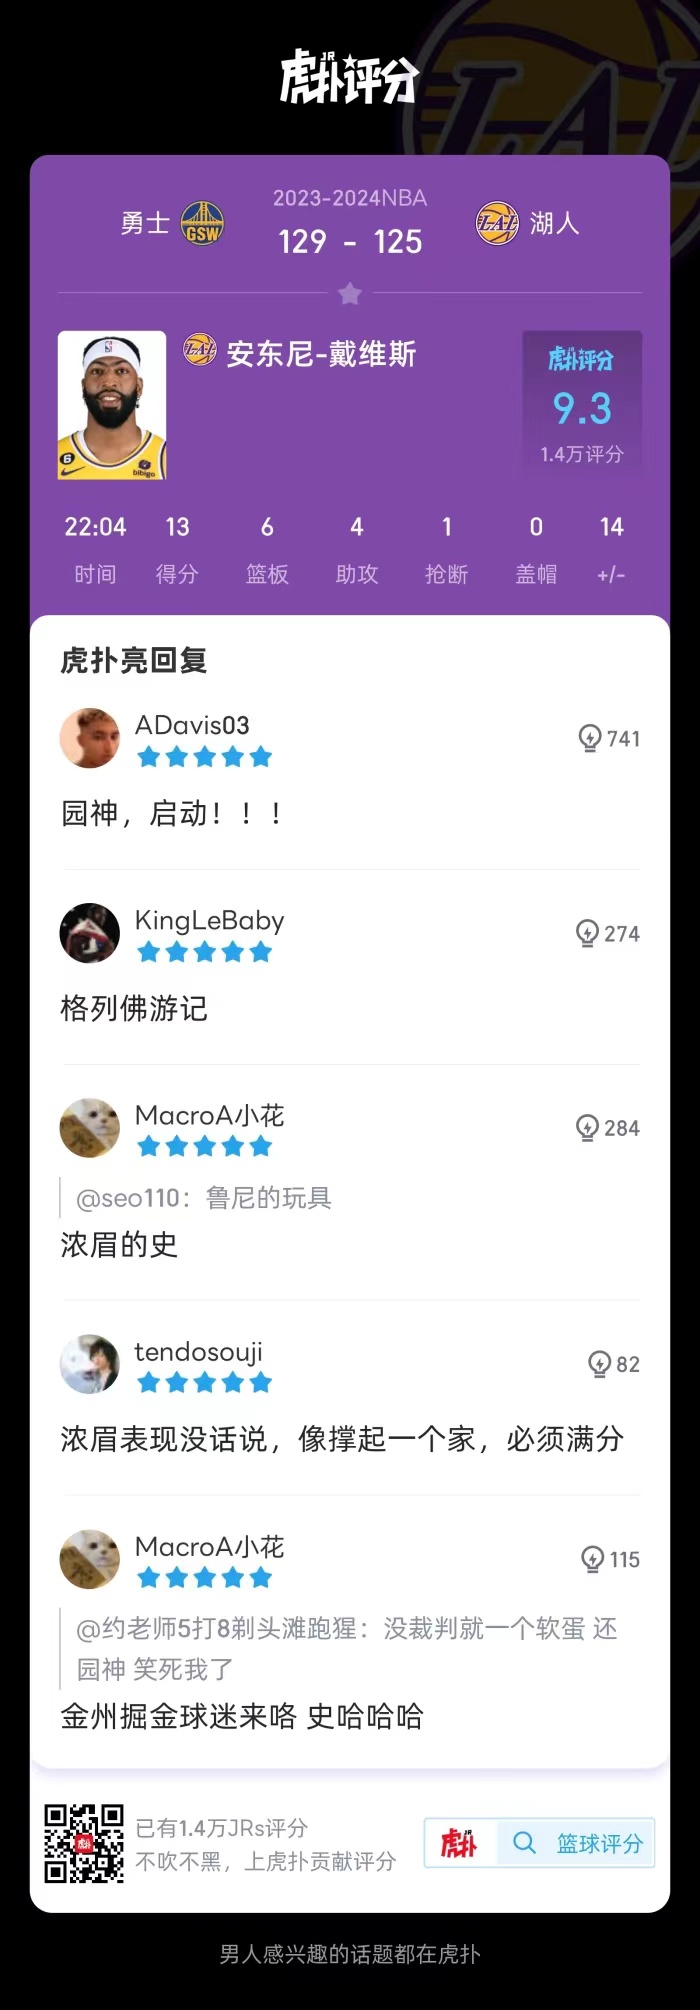 JR
虎扑评分
2023-2024NBA
勇士 GSW 129 - 125 LAL 湖人
LAL 安东尼-戴维斯
虎扑评分
9.3
1.4万评分
6
bibigo
22:04 13 6 4 1 0 14
时间 得分 篮板 助攻 抢断 盖帽 +/-
虎扑亮回复
ADavis03
741
园神，启动！！！
KingLeBaby
274
格列佛游记
MacroA小花
284
@seo110：鲁尼的玩具
浓眉的史
tendosouji
82
浓眉表现没话说，像撑起一个家，必须满分
MacroA小花
115
@约老师5打8剃头滩跑猩：没裁判就一个软蛋 还
园神 笑死我了
金州掘金球迷来咯 史哈哈哈
已有1.4万JRs评分
不吹不黑，上虎扑贡献评分
虎扑 篮球评分
男人感兴趣的话题都在虎扑